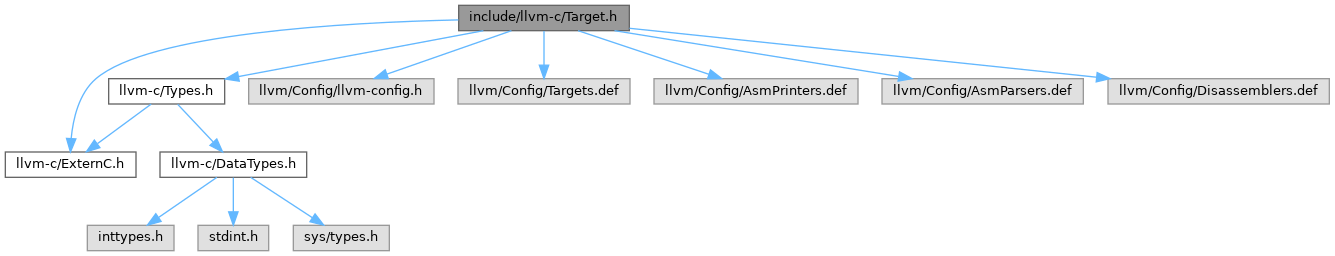 include/llvm-c/Target.h
llvm-c/Types.h
llvm/Config/llvm-config.h
llvm/Config/Targets.def
llvm/Config/AsmPrinters.def
llvm/Config/AsmParsers.def
llvm/Config/Disassemblers.def
llvm-c/ExternC.h
llvm-c/DataTypes.h
inttypes.h
stdint.h
sys/types.h